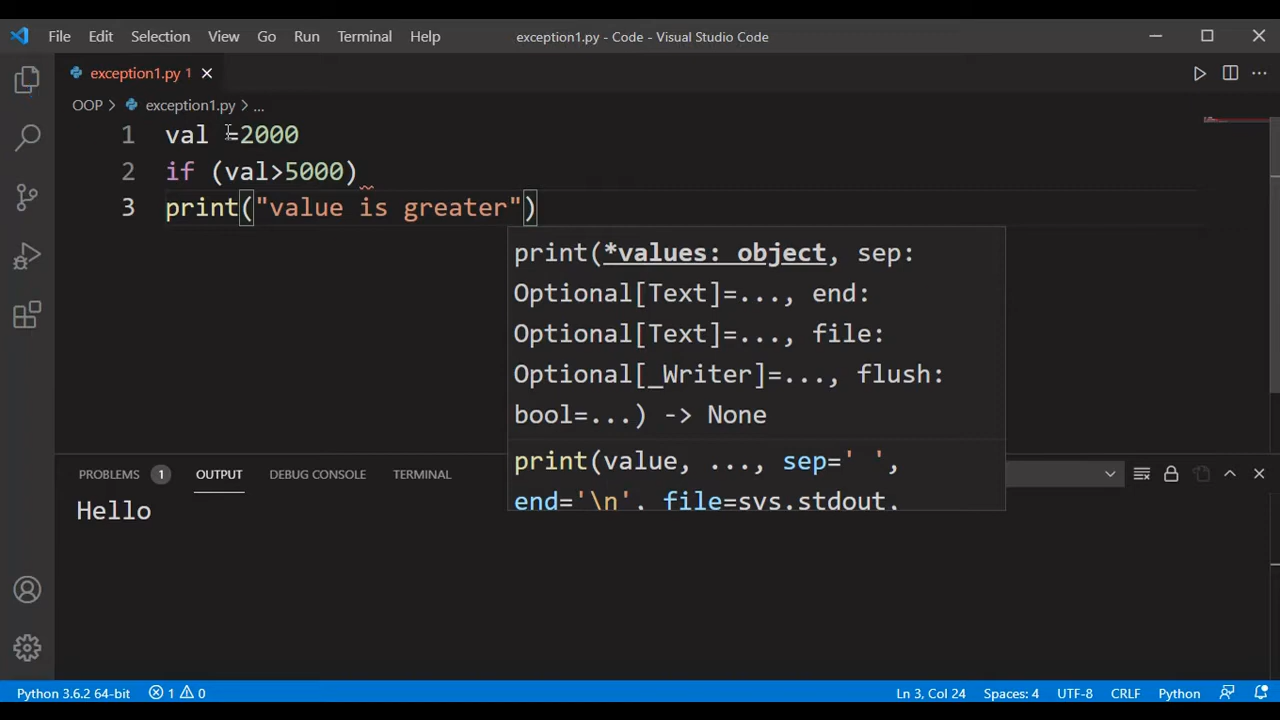 File Edit Selection View Go Run Terminal Help exception1.py - Code - Visual Studio Code
exception1.py 1
OOP > exception1.py > ...
1 val =2000
2 if (val>5000)
3 print("value is greater")
print(*values: object, sep:
Optional[Text]=..., end:
Optional[Text]=..., file:
Optional[_Writer]=..., flush:
bool=...) -> None
print(value, ..., sep=' ',
end='\n', file=sys.stdout,
PROBLEMS 1 OUTPUT DEBUG CONSOLE TERMINAL
Hello
Python 3.6.2 64-bit 1 0 Ln 3, Col 24 Spaces: 4 UTF-8 CRLF Python